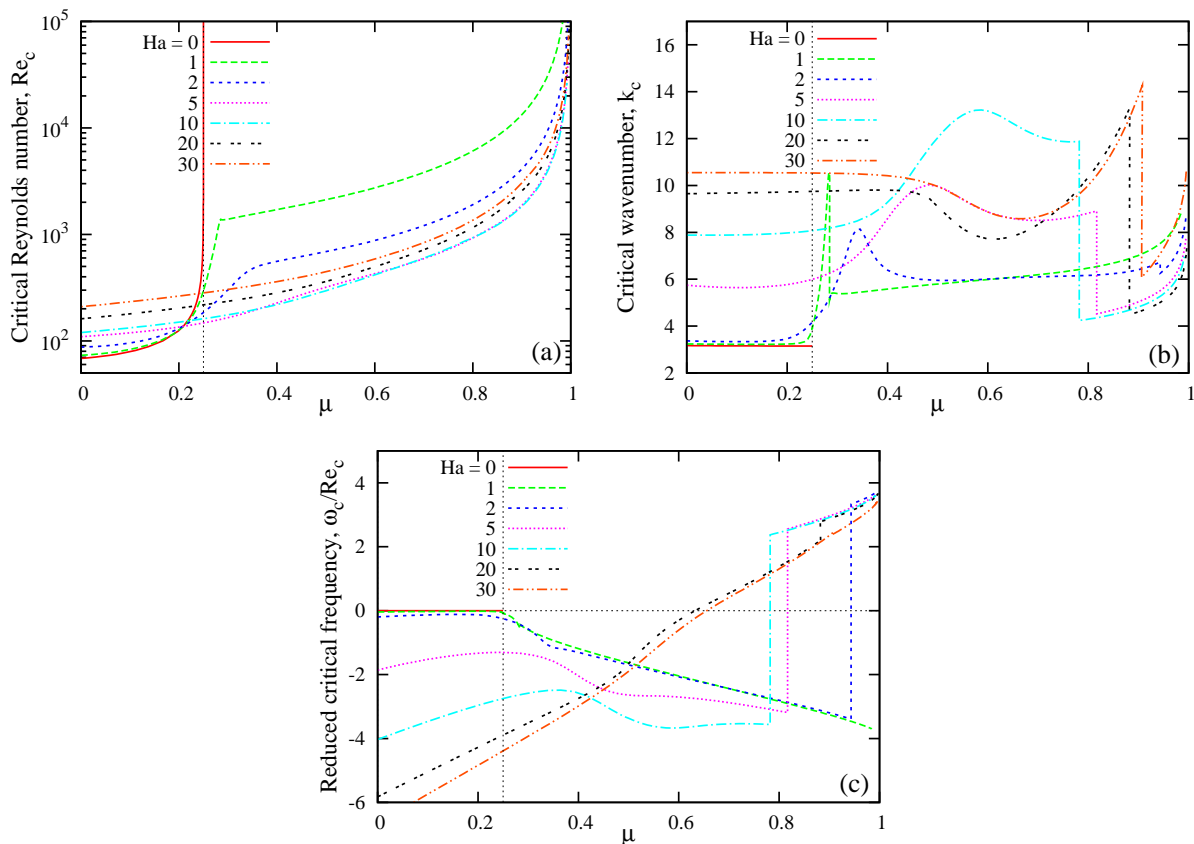 Critical Reynolds number, Re_c
10^5
10^4
10^3
10^2
Ha = 0
1
2
5
10
20
30
(a)
0 0.2 0.4 0.6 0.8 1
μ
Critical wavenumber, k_c
16
14
12
10
8
6
4
2
Ha = 0
1
2
5
10
20
30
(b)
0 0.2 0.4 0.6 0.8 1
μ
Reduced critical frequency, ω_c/Re_c
4
2
0
-2
-4
-6
Ha = 0
1
2
5
10
20
30
(c)
0 0.2 0.4 0.6 0.8 1
μ